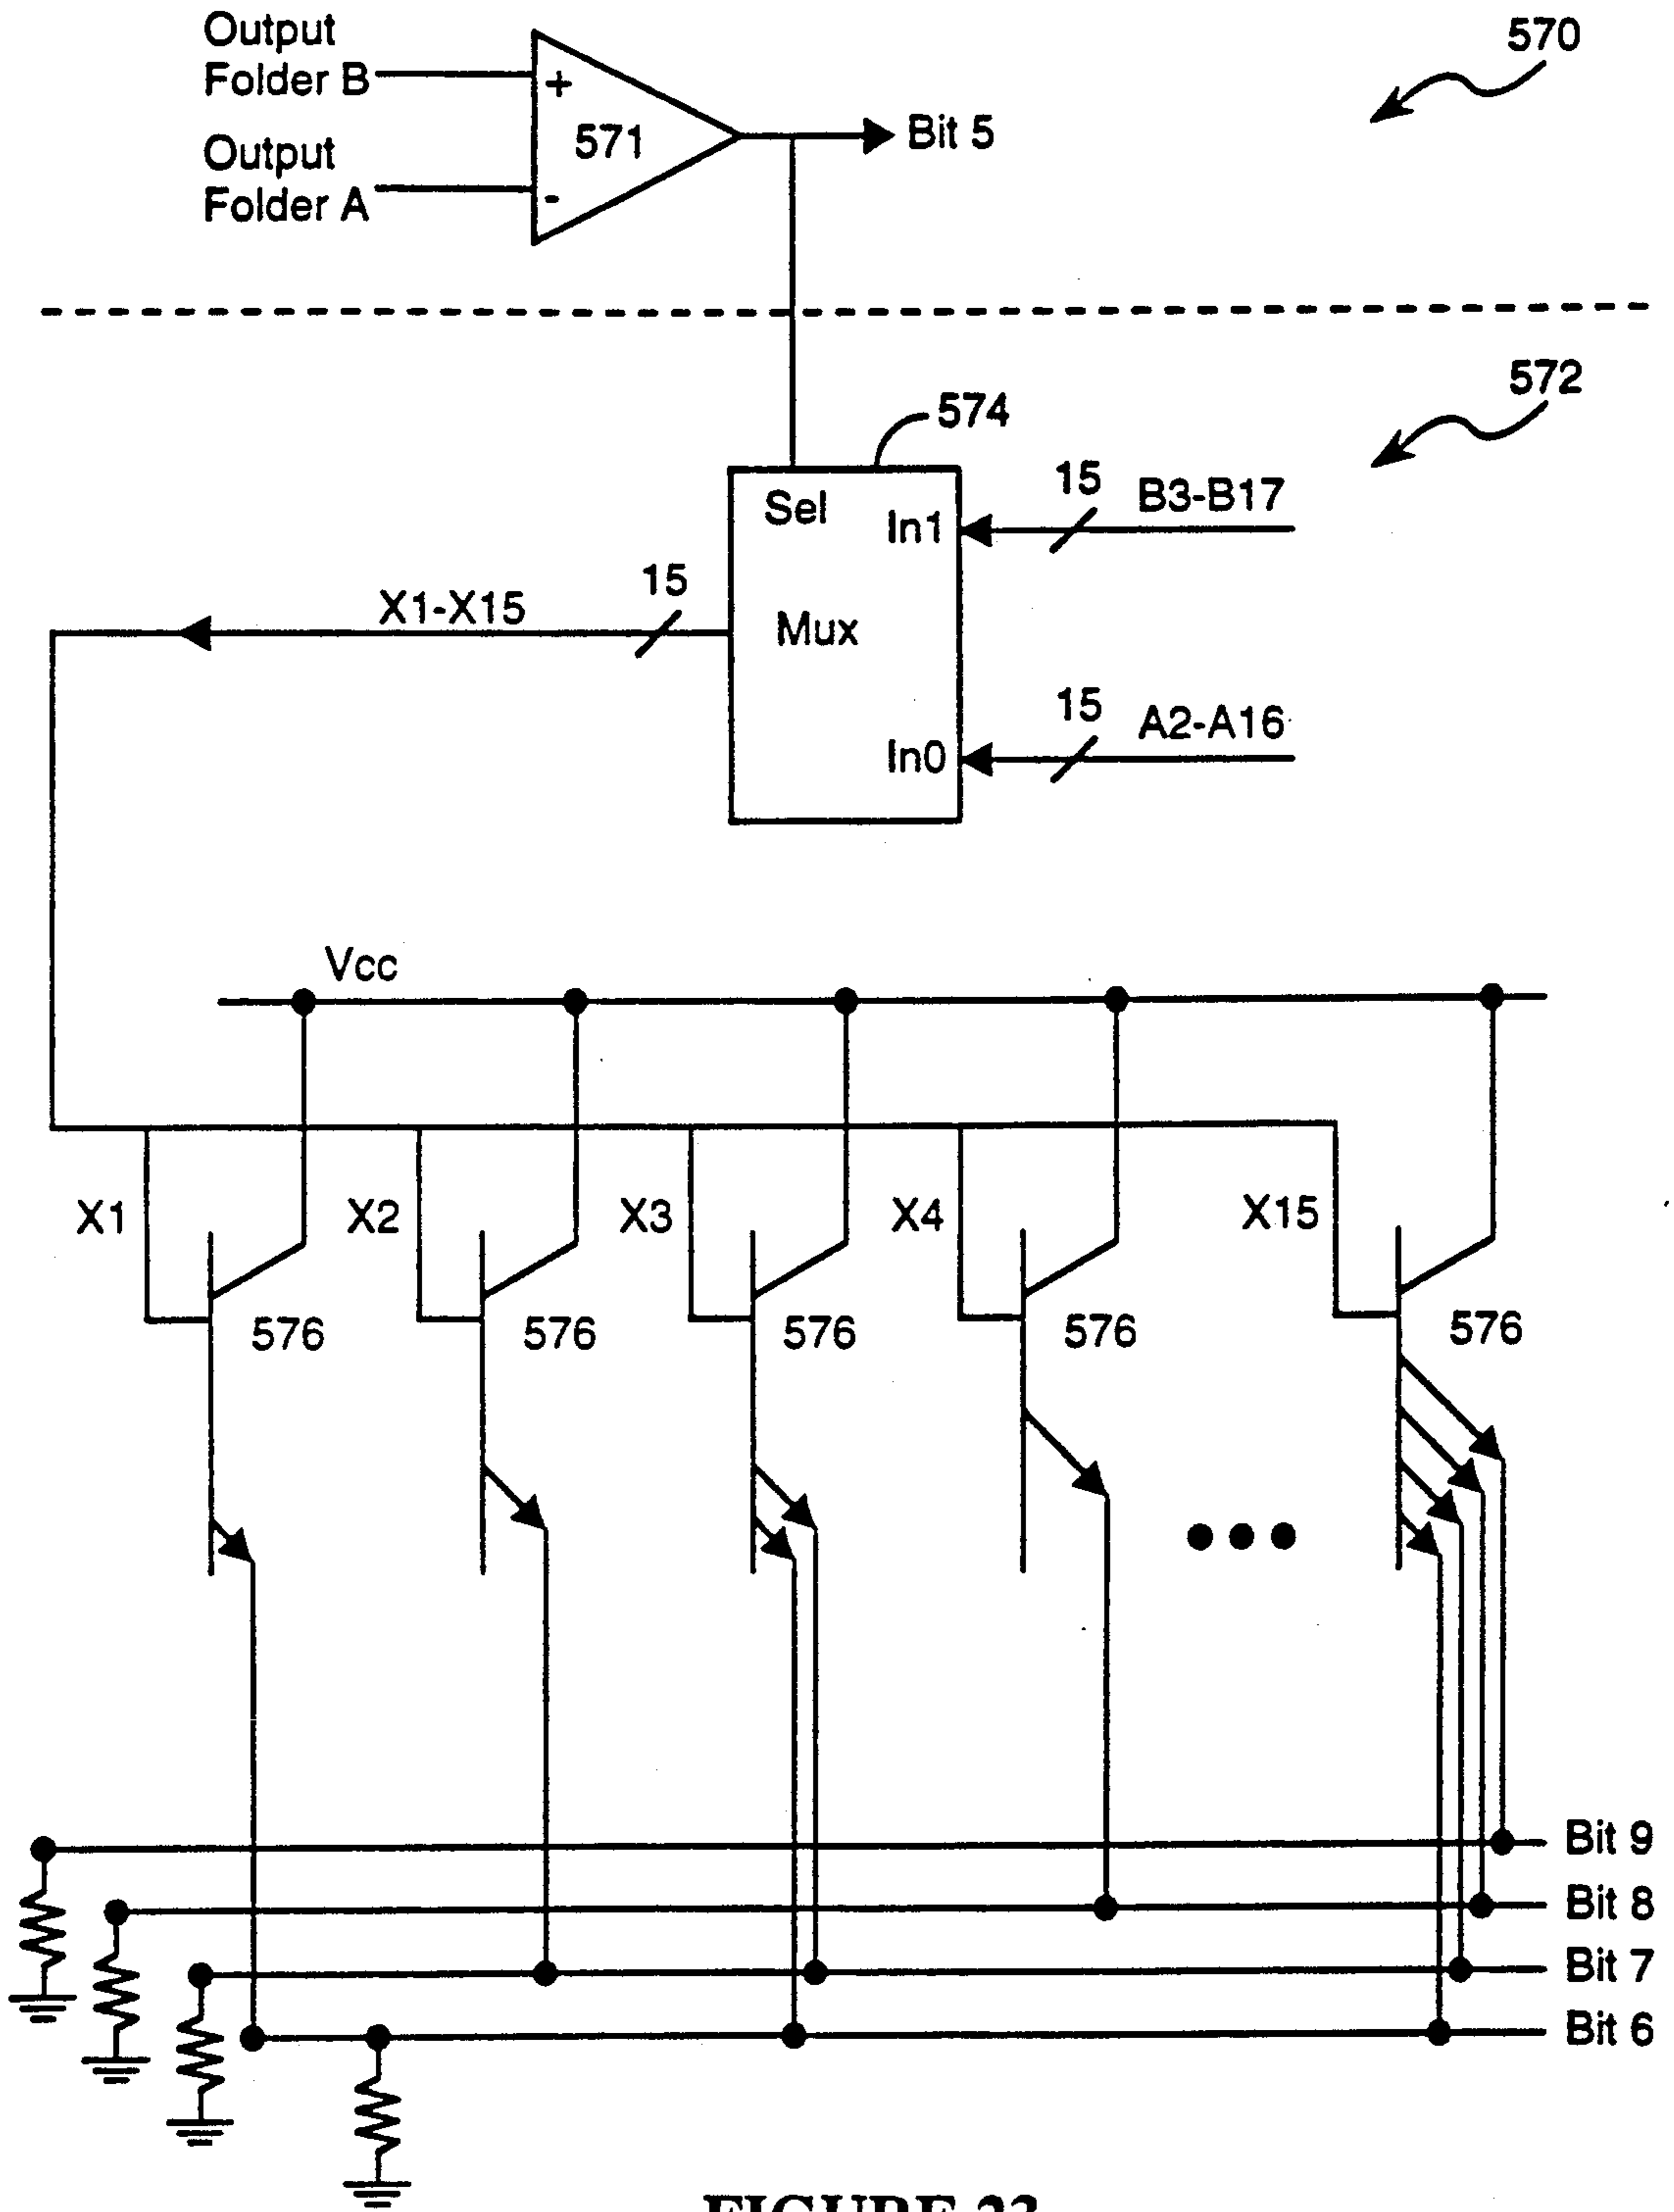 Output
Folder B
+
571
Bit 5
570
Output
Folder A
-
572
574
Sel
In1
15
B3-B17
X1-X15
15
Mux
15
A2-A16
In0
Vcc
X1
X2
X3
X4
X15
576
576
576
576
576
Bit 9
Bit 8
Bit 7
Bit 6
FIGURE 23